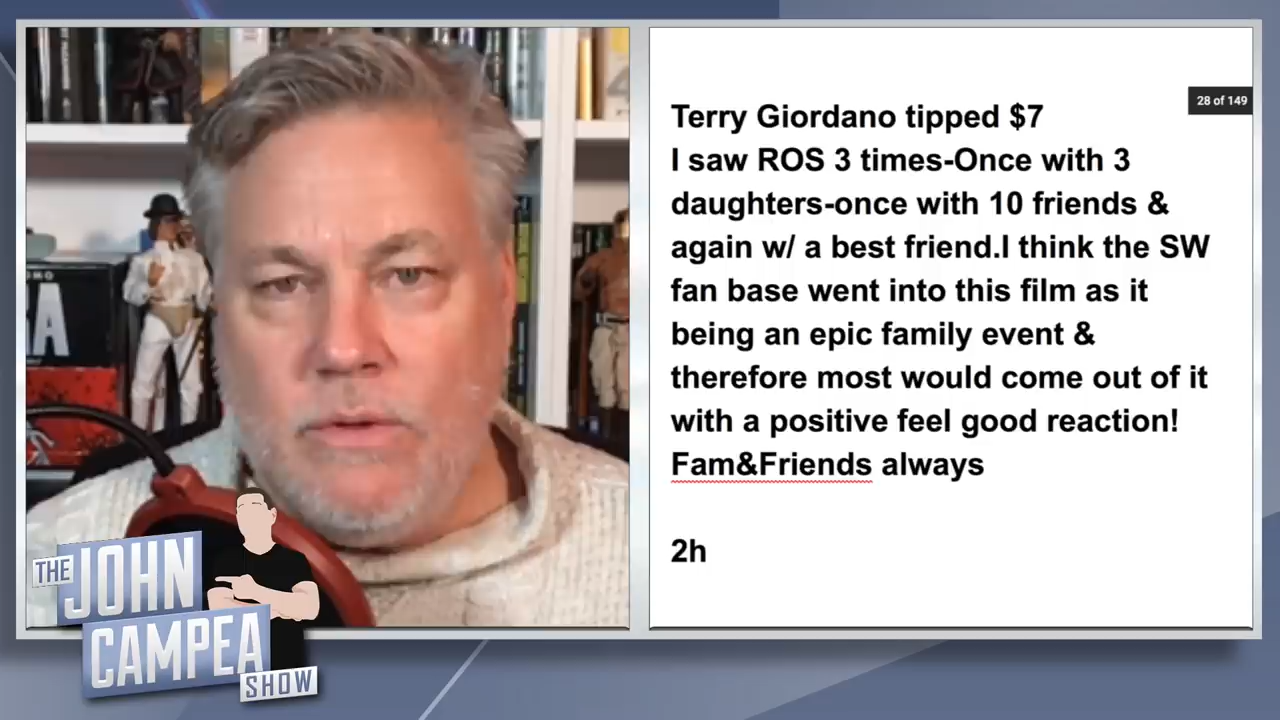 28 of 149
Terry Giordano tipped $7
I saw ROS 3 times-Once with 3
daughters-once with 10 friends &
again w/ a best friend.I think the SW
fan base went into this film as it
being an epic family event &
therefore most would come out of it
with a positive feel good reaction!
Fam&Friends always
2h
THE
JOHN
CAMPEA
SHOW